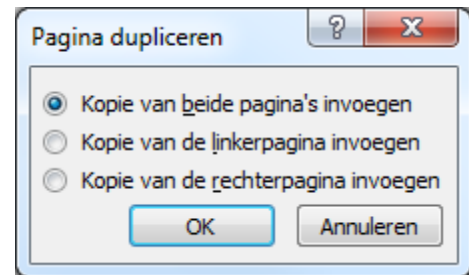 Pagina dupliceren
Kopie van beide pagina's invoegen
Kopie van de linkerpagina invoegen
Kopie van de rechterpagina invoegen
OK Annuleren